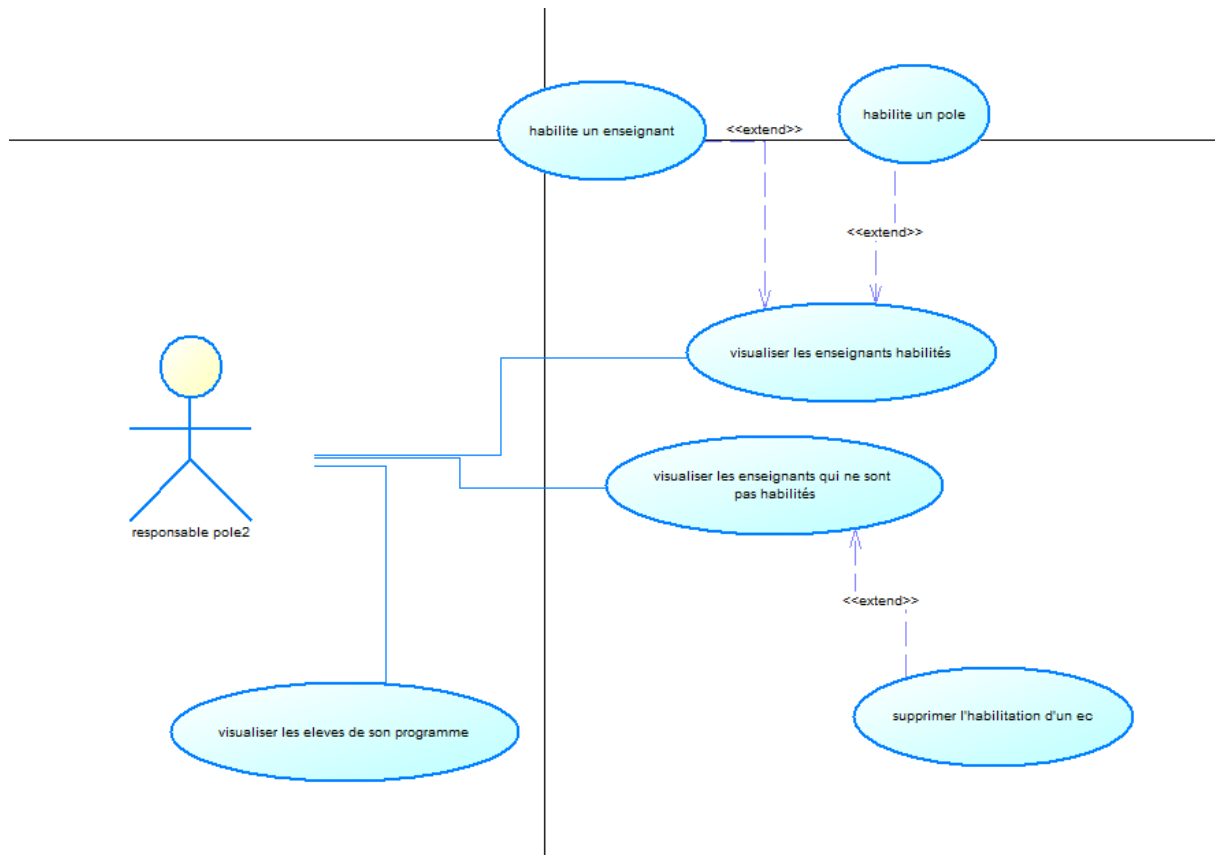 habilite un enseignant
<<extend>>
habilite un pole
<<extend>>
visualiser les enseignants habilités
visualiser les enseignants qui ne sont
pas habilités
responsable pole2
<<extend>>
visualiser les eleves de son programme
supprimer l'habilitation d'un ec